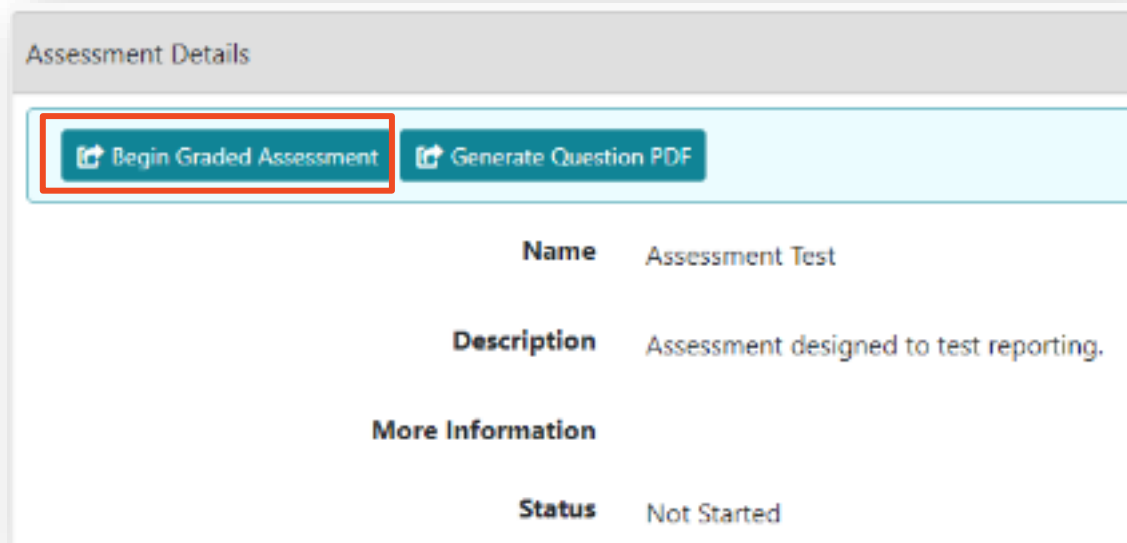 Assessment Details
Begin Graded Assessment Generate Question PDF
Name Assessment Test
Description Assessment designed to test reporting.
More Information
Status Not Started